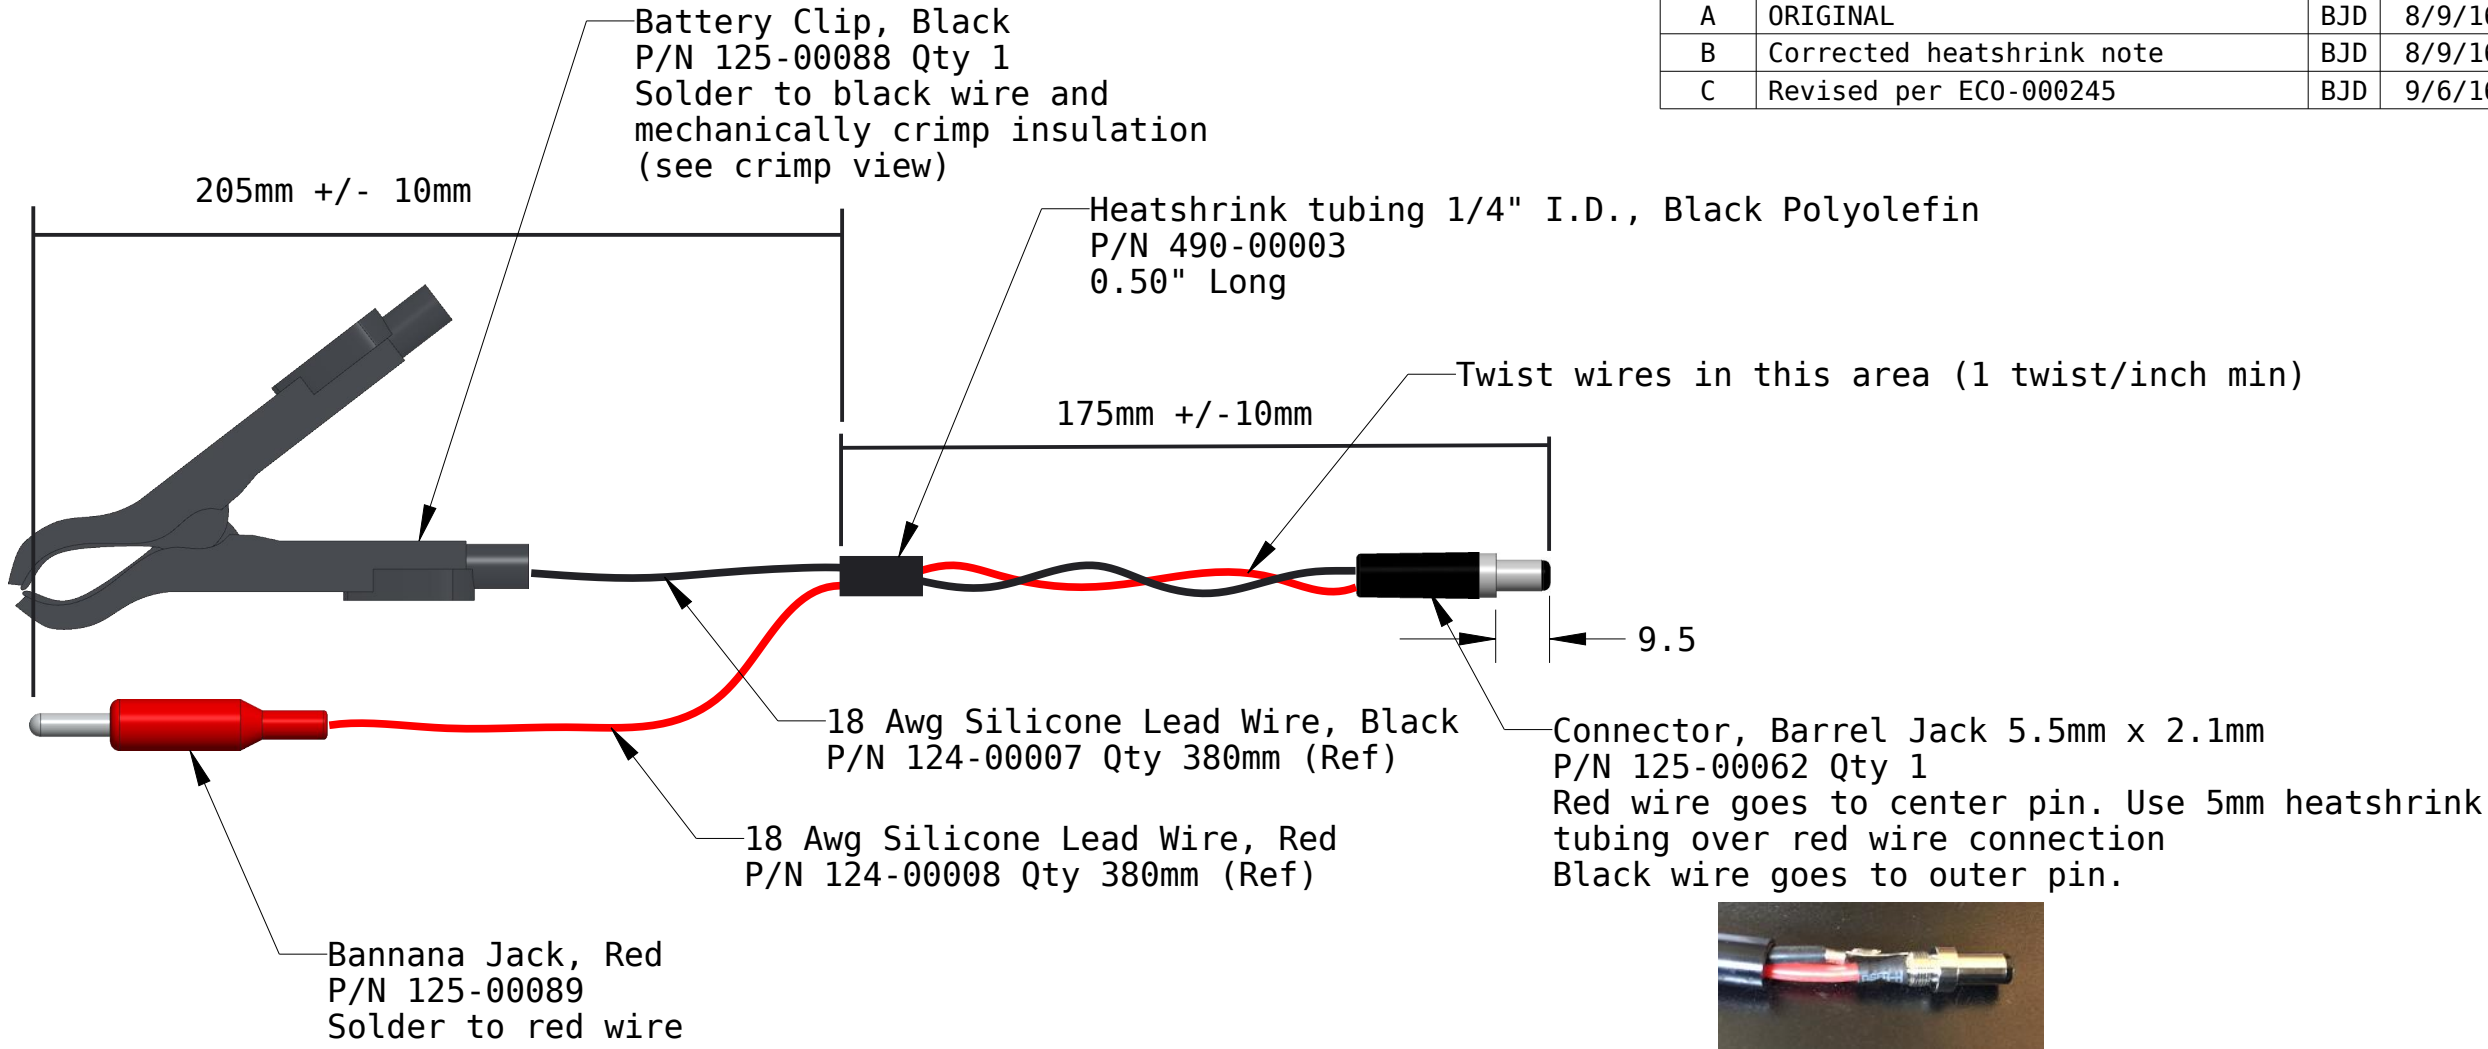 Battery Clip, Black
P/N 125-00088 Qty 1
Solder to black wire and
mechanically crimp insulation
(see crimp view)
A ORIGINAL BJD
B Corrected heatshrink note BJD
C Revised per ECO-000245 BJD
205mm +/- 10mm
Heatshrink tubing 1/4" I.D., Black Polyolefin
P/N 490-00003
0.50" Long
Twist wires in this area (1 twist/inch min)
175mm +/-10mm
9.5
18 Awg Silicone Lead Wire, Black
P/N 124-00007 Qty 380mm (Ref)
18 Awg Silicone Lead Wire, Red
P/N 124-00008 Qty 380mm (Ref)
Connector, Barrel Jack 5.5mm x 2.1mm
P/N 125-00062 Qty 1
Red wire goes to center pin. Use 5mm heatshrink
tubing over red wire connection
Black wire goes to outer pin.
Bannana Jack, Red
P/N 125-00089
Solder to red wire